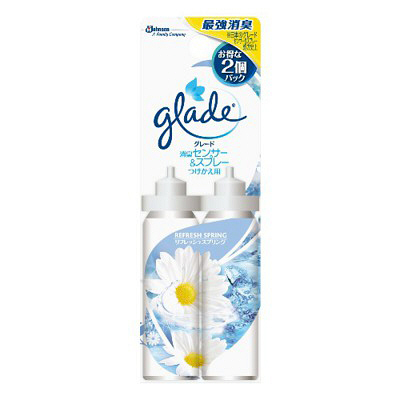 Johnson
A Family Company
最強消臭
お得な
2個
パック
glade
グレード
消臭センサー
&スプレー
つけかえ用
REFRESH SPRING
リフレッシュスプリング